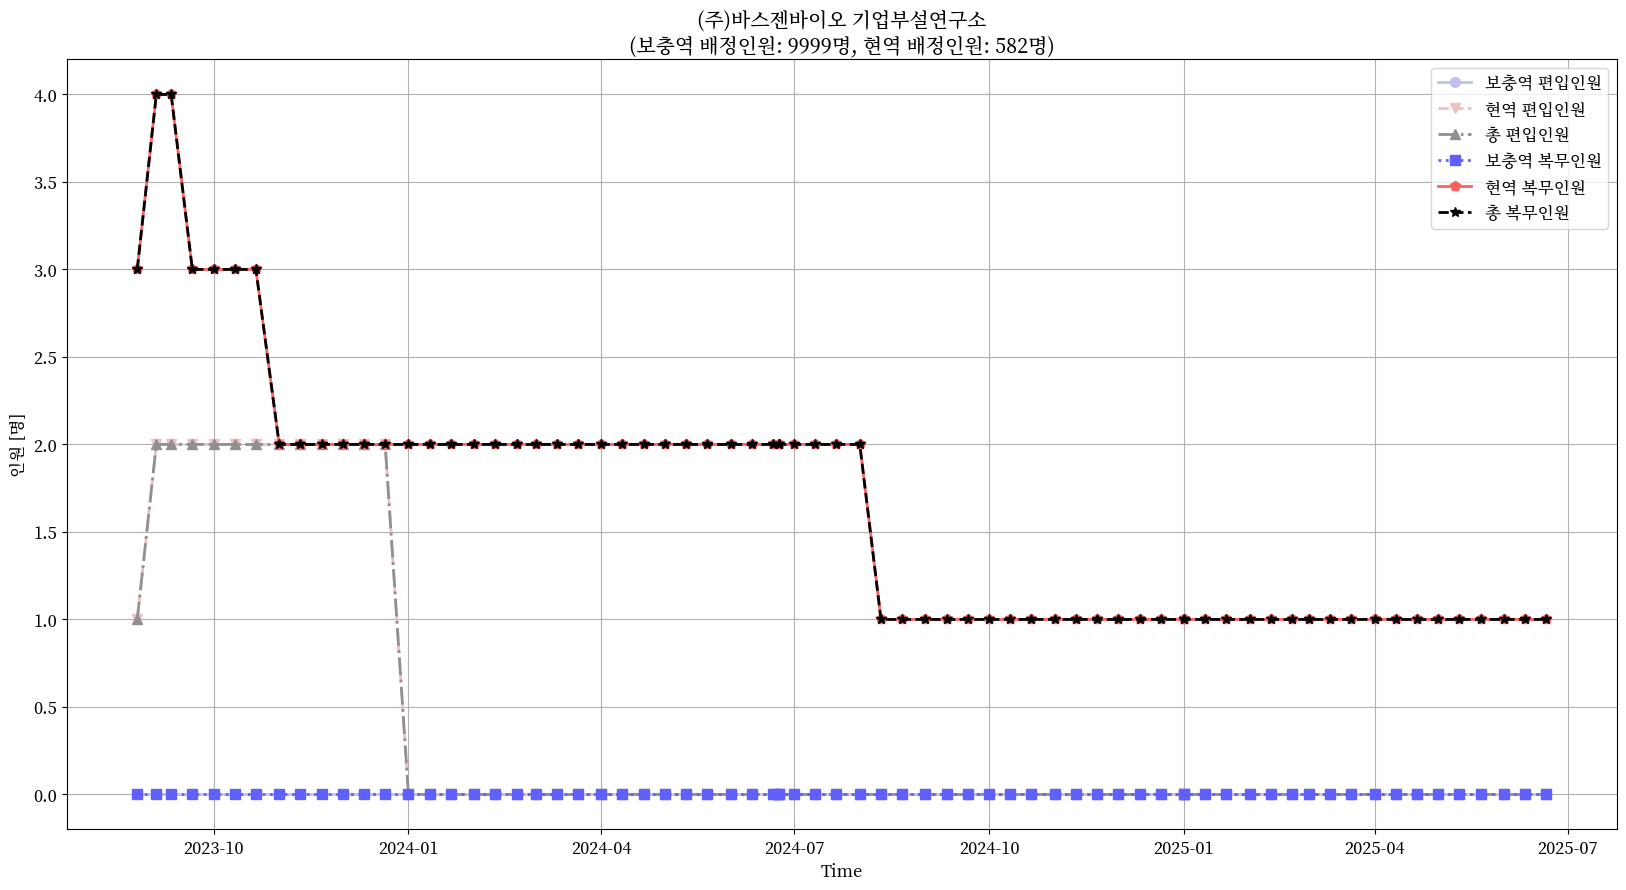 (주)바스젠바이오 기업부설연구소
(보충역 배정인원: 9999명, 현역 배정인원: 582명)
보충역 편입인원
현역 편입인원
총 편입인원
보충역 복무인원
현역 복무인원
총 복무인원
인원 [명]
4.0
3.5
3.0
2.5
2.0
1.5
1.0
0.5
0.0
2023-10
2024-01
2024-04
2024-07
2024-10
2025-01
2025-04
2025-07
Time